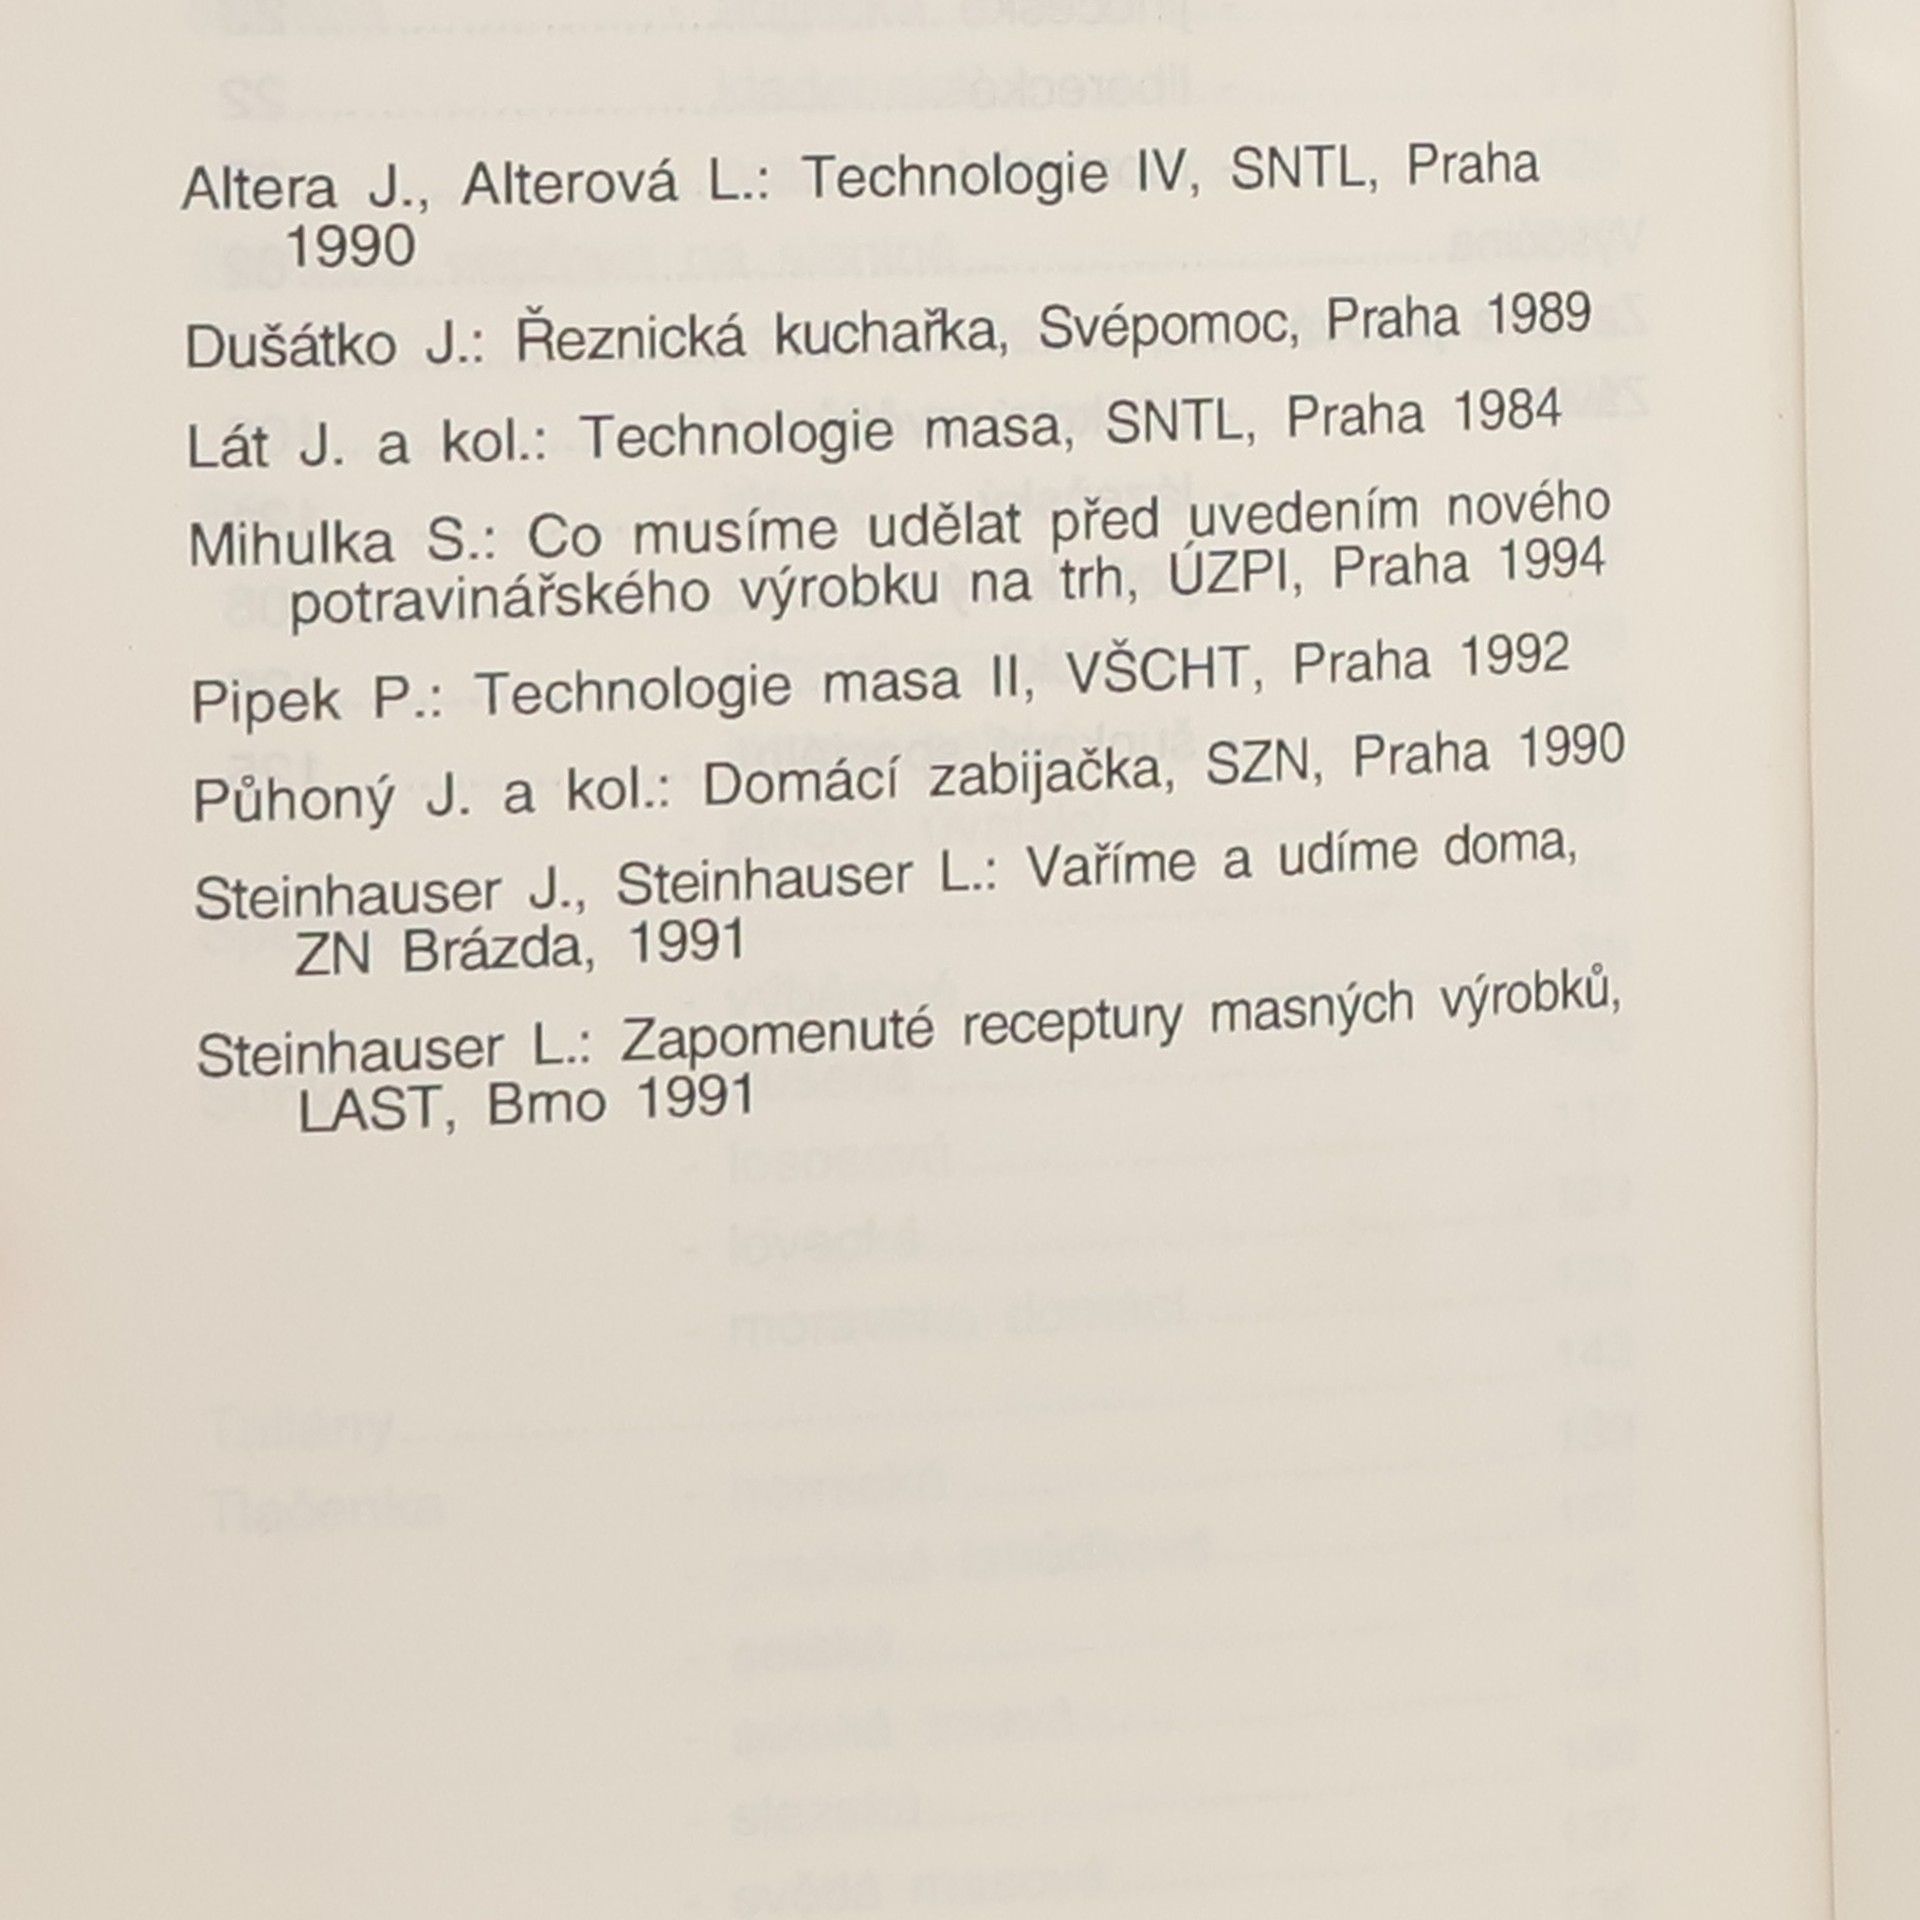 Altera J., Alterová L.: Technologie IV, SNTL, Praha
1990
Dušátko J.: Řeznická kuchařka, Svépomoc, Praha 1989
Lát J. a kol.: Technologie masa, SNTL, Praha 1984
Mihulka S.: Co musíme udělat před uvedením nového
potravinářského výrobku na trh, ÚZPI, Praha 1994
Pipek P.: Technologie masa II, VŠCHT, Praha 1992
Půhoný J. a kol.: Domácí zabijačka, SZN, Praha 1990
Steinhauser J., Steinhauser L.: Vaříme a udíme doma,
ZN Brázda, 1991
Steinhauser L.: Zapomenuté receptury masných výrobků,
LAST, Brno 1991